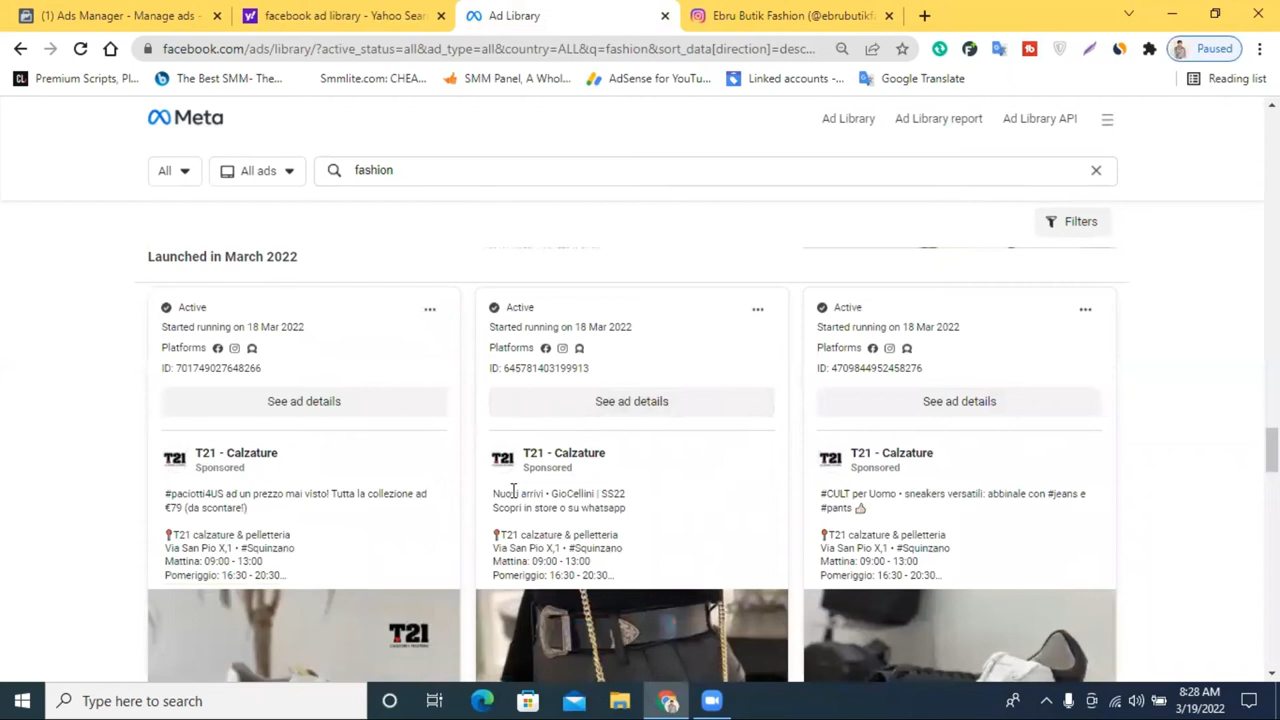 (1) Ads Manager - Manage ads -
facebook ad library - Yahoo Sear
Ad Library
Ebru Butik Fashion (@ebrubutikf
facebook.com/ads/library/?active_status=all&ad_type=all&country=ALL&q=fashion&sort_data[direction]=desc...
Paused
Premium Scripts, Pl...
The Best SMM- The...
Smmlite.com: CHEA...
SMM Panel, A Whol...
AdSense for YouTu...
Linked accounts -...
Google Translate
Reading list
Meta
Ad Library
Ad Library report
Ad Library API
All
All ads
fashion
Filters
Launched in March 2022
Active
Started running on 18 Mar 2022
Platforms
ID: 701749027648266
See ad details
T21 - Calzature
Sponsored
#paciotti4US ad un prezzo mai visto! Tutta la collezione ad
€79 (da scontare!)
T21 calzature & pelletteria
Via San Pio X,1 • #Squinzano
Mattina: 09:00 - 13:00
Pomeriggio: 16:30 - 20:30...
T21
Active
Started running on 18 Mar 2022
Platforms
ID: 645781403199913
See ad details
T21 - Calzature
Sponsored
Nuovi arrivi • GioCellini | SS22
Scopri in store o su whatsapp
T21 calzature & pelletteria
Via San Pio X,1 • #Squinzano
Mattina: 09:00 - 13:00
Pomeriggio: 16:30 - 20:30...
Active
Started running on 18 Mar 2022
Platforms
ID: 4709844952458276
See ad details
T21 - Calzature
Sponsored
#CULT per Uomo • sneakers versatili: abbinale con #jeans e
#pants
T21 calzature & pelletteria
Via San Pio X,1 • #Squinzano
Mattina: 09:00 - 13:00
Pomeriggio: 16:30 - 20:30...
Type here to search
8:28 AM
3/19/2022